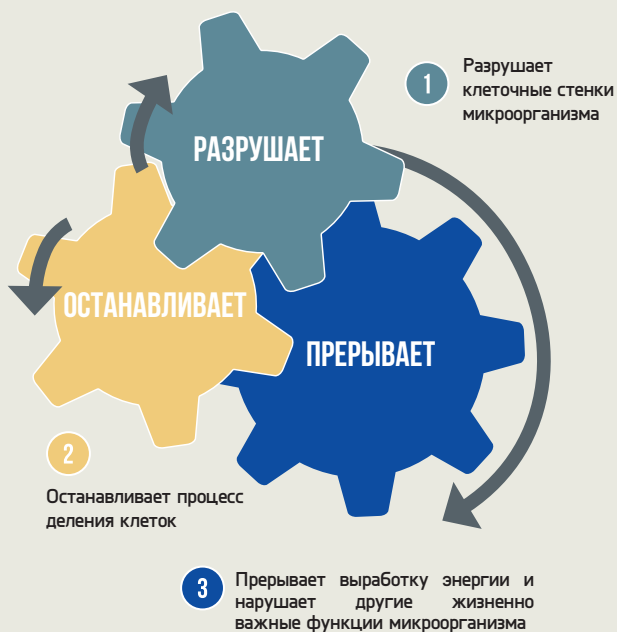 1
Разрушает
клеточные стенки
микроорганизма
РАЗРУШАЕТ
ОСТАНАВЛИВАЕТ
ПРЕРЫВАЕТ
2
Останавливает процесс
деления клеток
3
Прерывает выработку энергии и
нарушает другие жизненно
важные функции микроорганизма